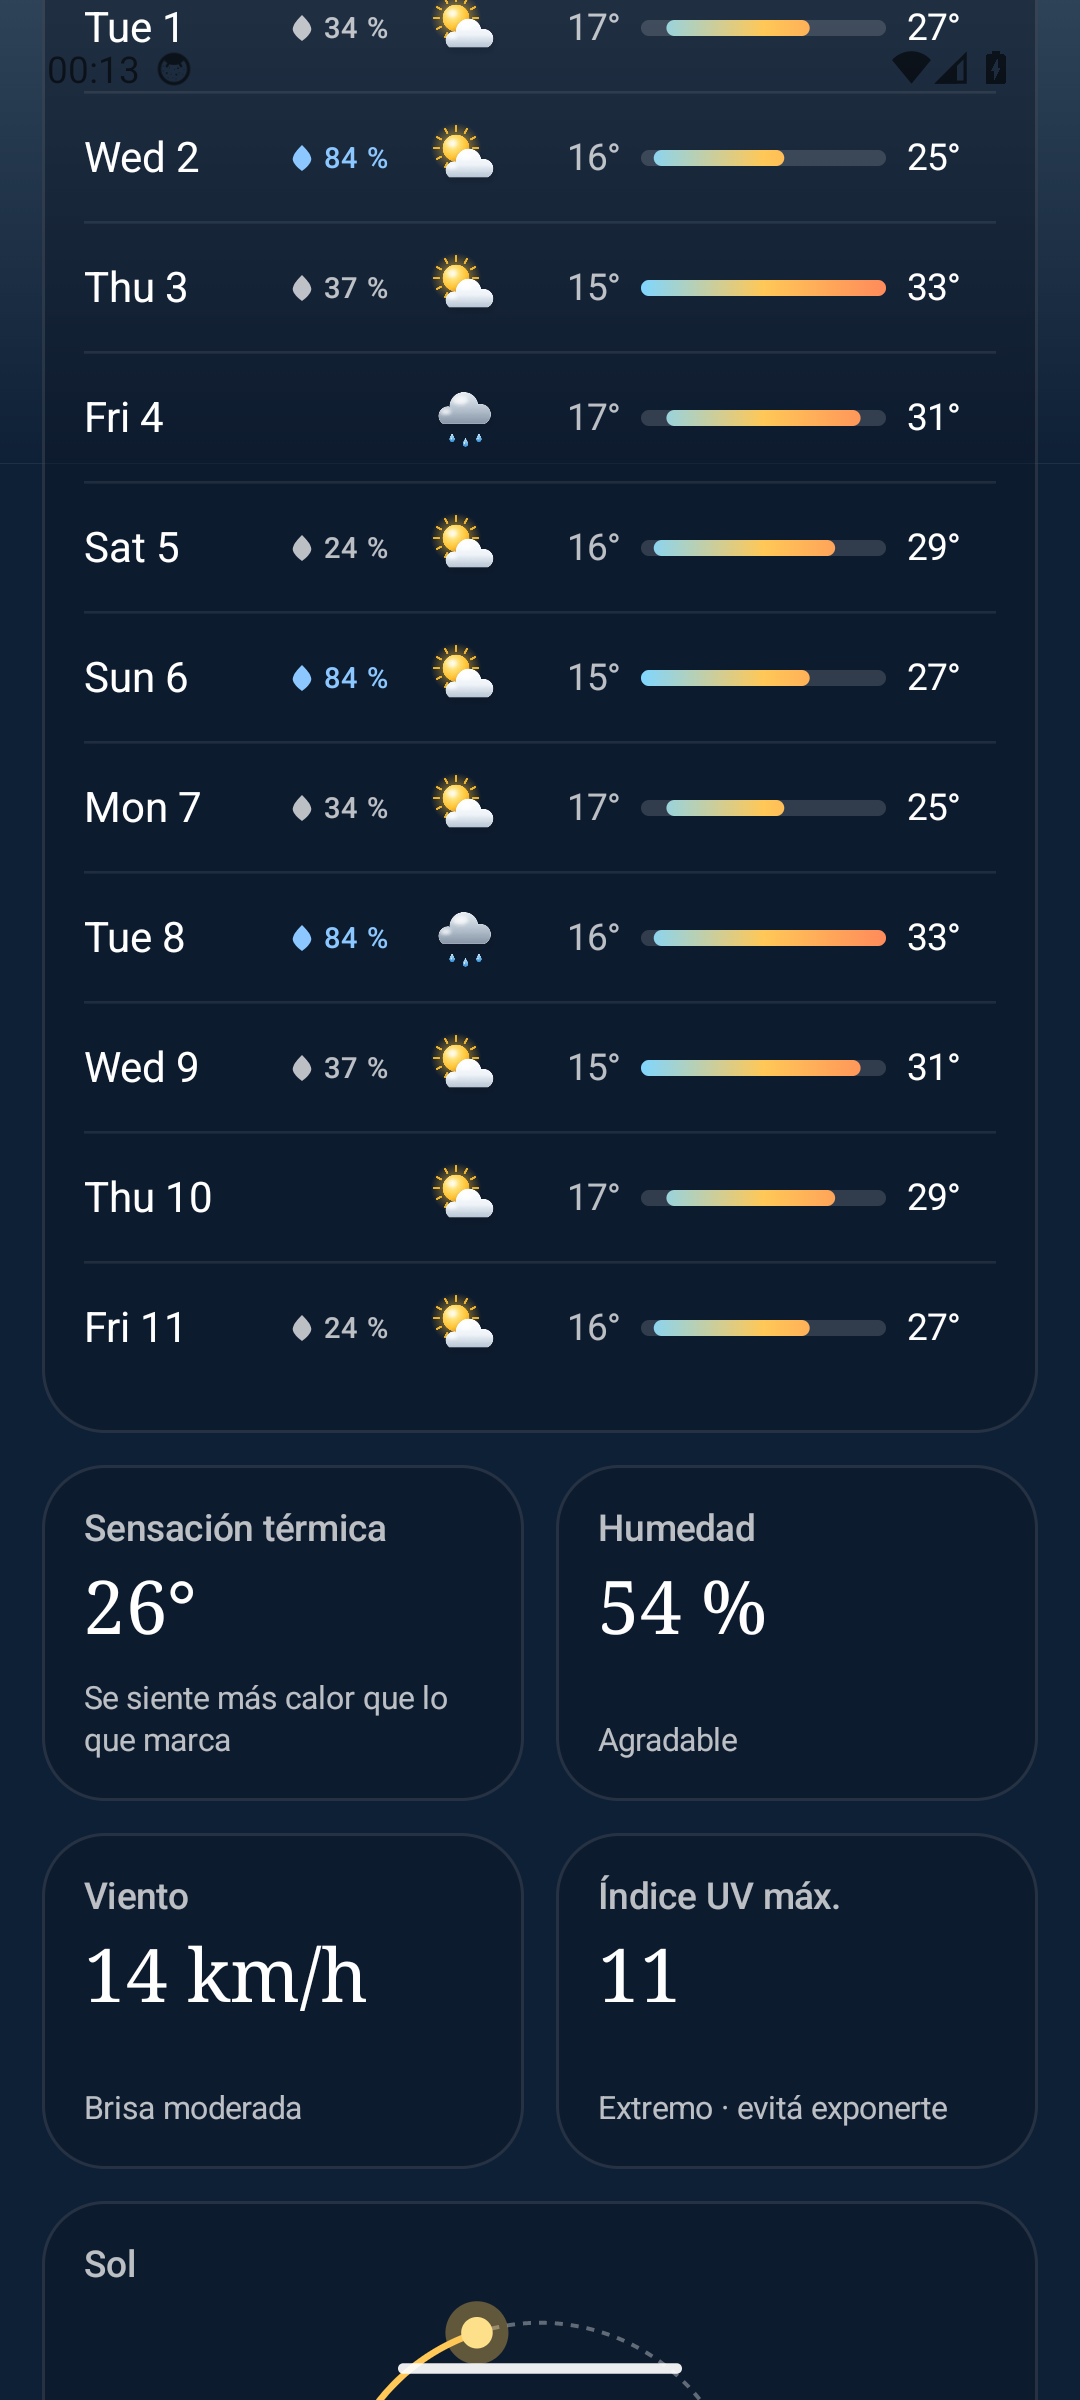 Tue 1 34 % 17° 27°
00:13
Wed 2 84 % 16° 25°
Thu 3 37 % 15° 33°
Fri 4 17° 31°
Sat 5 24 % 16° 29°
Sun 6 84 % 15° 27°
Mon 7 34 % 17° 25°
Tue 8 84 % 16° 33°
Wed 9 37 % 15° 31°
Thu 10 17° 29°
Fri 11 24 % 16° 27°
Sensación térmica
26°
Se siente más calor que lo
que marca
Humedad
54 %
Agradable
Viento
14 km/h
Brisa moderada
Índice UV máx.
11
Extremo · evitá exponerte
Sol